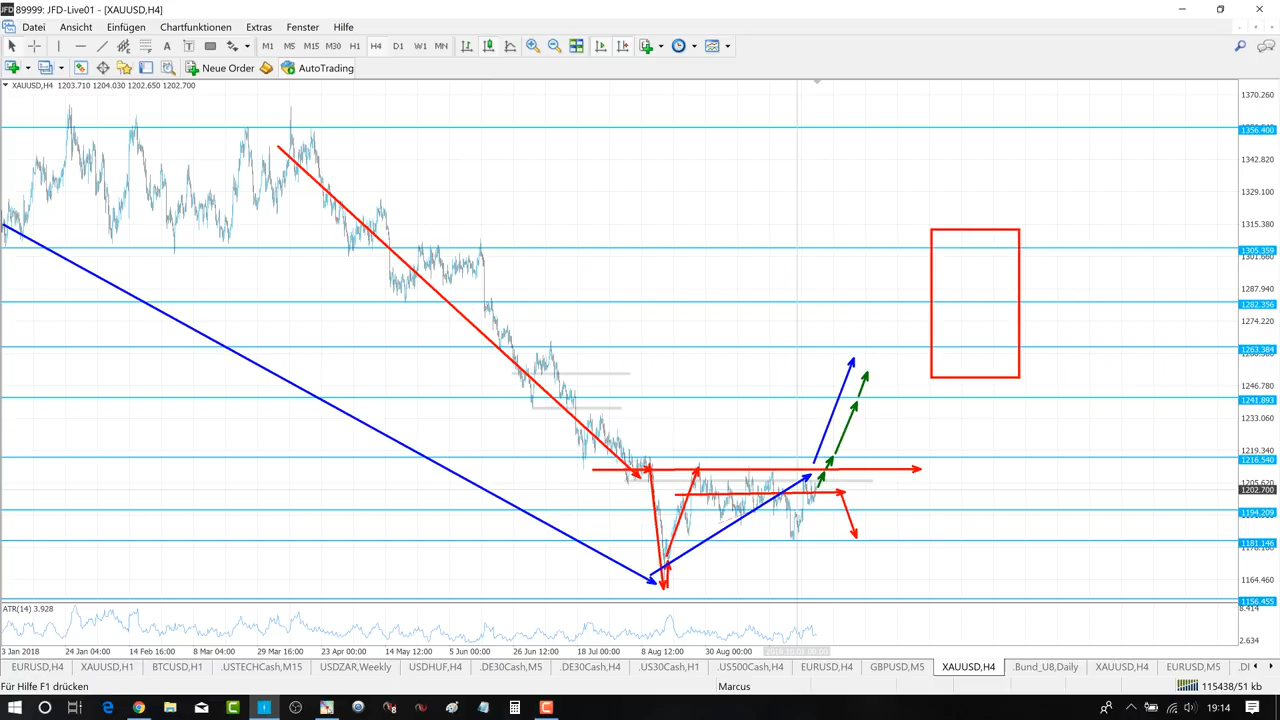 89999: JFD-Live01 - [XAUUSD,H4]
Datei Ansicht Einfügen Chartfunktionen Extras Fenster Hilfe
A T M1 M5 M15 M30 H1 H4 D1 W1 MN
Neue Order AutoTrading
XAUUSD,H4 1203.710 1204.030 1202.650 1202.700
1370.260
1356.400
1342.820
1329.100
1315.380
1305.359
1301.660
1287.940
1282.356
1274.220
1263.384
1246.780
1241.893
1233.060
1219.340
1216.540
1205.620
1202.700
1194.209
1181.146
1178.180
1164.460
1156.455
ATR(14) 3.928
8.414
2.634
3 Jan 2018 24 Jan 04:00 14 Feb 16:00 8 Mar 04:00 29 Mar 16:00 23 Apr 04:00 14 May 12:00 5 Jun 00:00 26 Jun 12:00 18 Jul 00:00 8 Aug 12:00 30 Aug 00:00
EURUSD,H4 XAUUSD,H1 BTCUSD,H1 .USTECHCash,M15 USDZAR,Weekly USDHUF,H4 .DE30Cash,M5 .DE30Cash,H4 .US30Cash,H1 .US500Cash,H4 EURUSD,H4 GBPUSD,M5 XAUUSD,H4 .Bund_U8,Daily XAUUSD,H4 EURUSD,M5 .DI
Für Hilfe F1 drücken Marcus 115438/51 kb
19:14